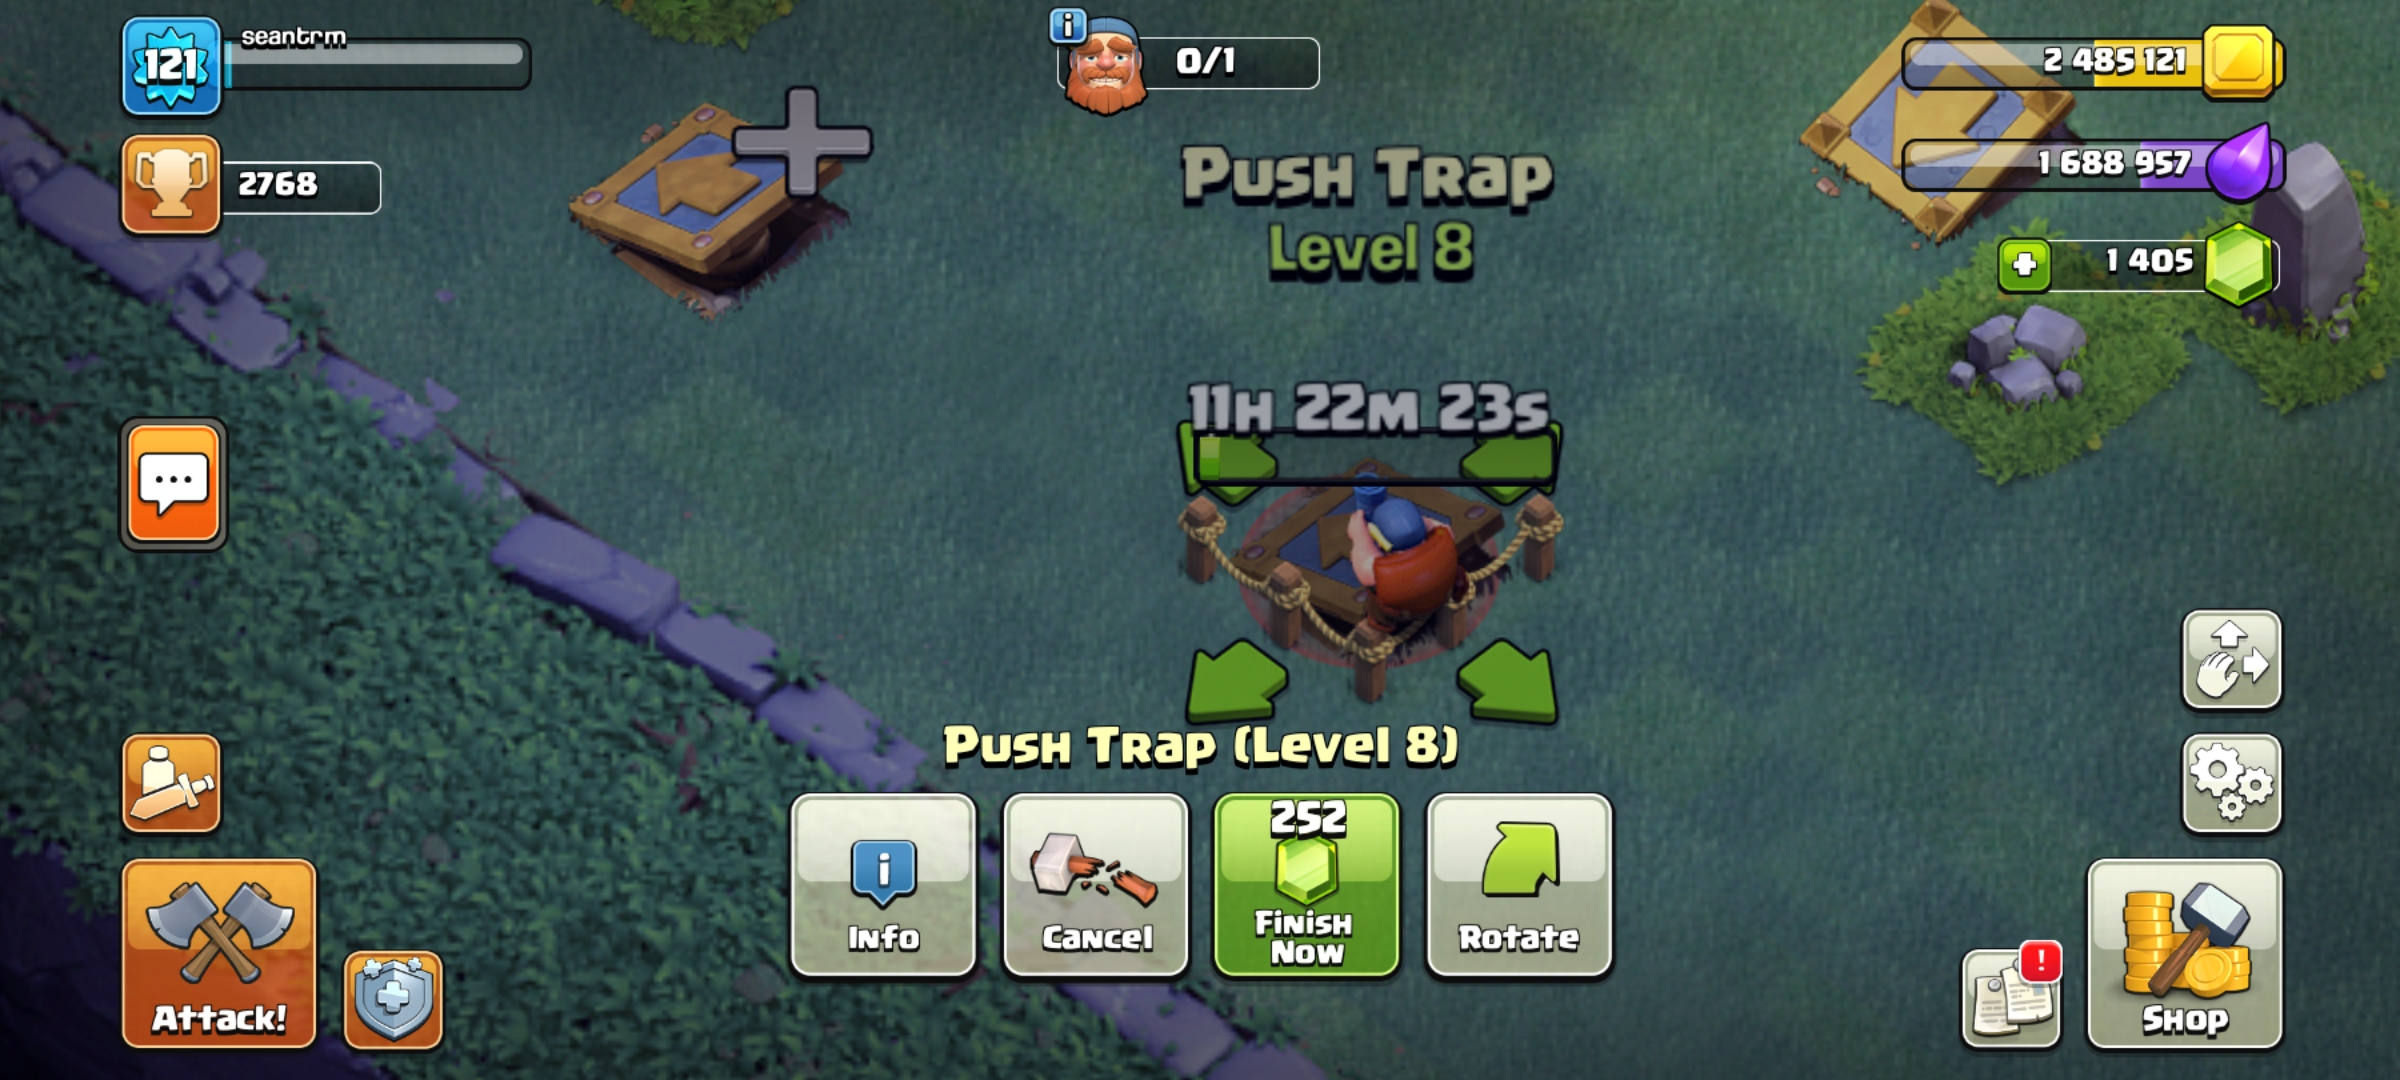 121
seantrm
0/1
2 485 121
2768
1 688 957
1 405
Push Trap
Level 8
11H 22M 23S
Push Trap (Level 8)
Info
Cancel
252
Finish
Now
Rotate
Attack!
!
Shop